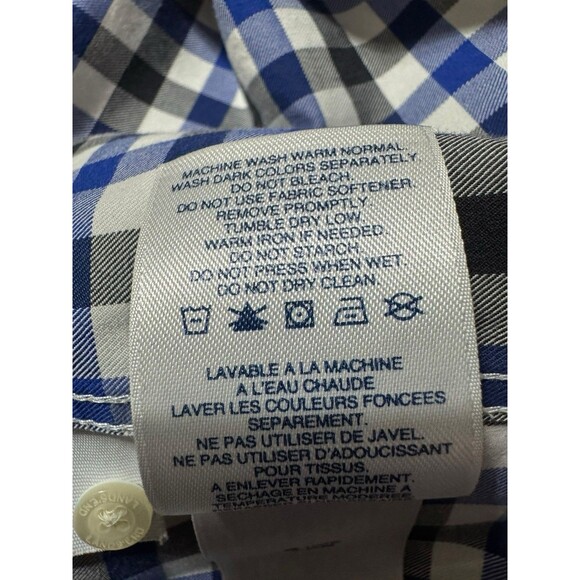 MACHINE WASH WARM NORMAL.
WASH DARK COLORS SEPARATELY
DO NOT BLEACH.
DO NOT USE FABRIC SOFTENER.
REMOVE PROMPTLY
TUMBLE DRY LOW.
WARM IRON IF NEEDED.
DO NOT STARCH.
DO NOT PRESS WHEN WET.
DO NOT DRY CLEAN.
LAVABLE A LA MACHINE
A L'EAU CHAUDE
LAVER LES COULEURS FONCEES
SEPAREMENT.
NE PAS UTILISER DE JAVEL.
NE PAS UTILISER D'ADOUCISSANT
POUR TISSUS.
A ENLEVER RAPIDEMENT.
SECHAGE EN MACHINE A
TEMPERATURE MODEREE